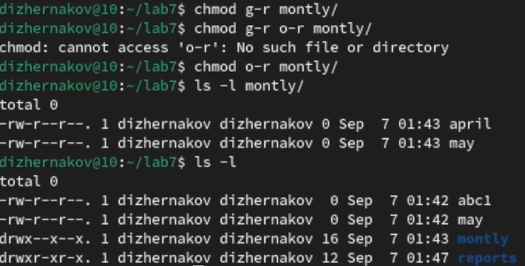 dizhernakov@10:~/lab7$ chmod g-r montly/
dizhernakov@10:~/lab7$ chmod g-r o-r montly/
chmod: cannot access 'o-r': No such file or directory
dizhernakov@10:~/lab7$ chmod o-r montly/
dizhernakov@10:~/lab7$ ls -l montly/
total 0
-rw-r--r--. 1 dizhernakov dizhernakov 0 Sep  7 01:43 april
-rw-r--r--. 1 dizhernakov dizhernakov 0 Sep  7 01:43 may
dizhernakov@10:~/lab7$ ls -l
total 0
-rw-r--r--. 1 dizhernakov dizhernakov  0 Sep  7 01:42 abc1
-rw-r--r--. 1 dizhernakov dizhernakov  0 Sep  7 01:42 may
drwx--x--x. 1 dizhernakov dizhernakov 16 Sep  7 01:43 montly
drwxr-xr-x. 1 dizhernakov dizhernakov 12 Sep  7 01:47 reports